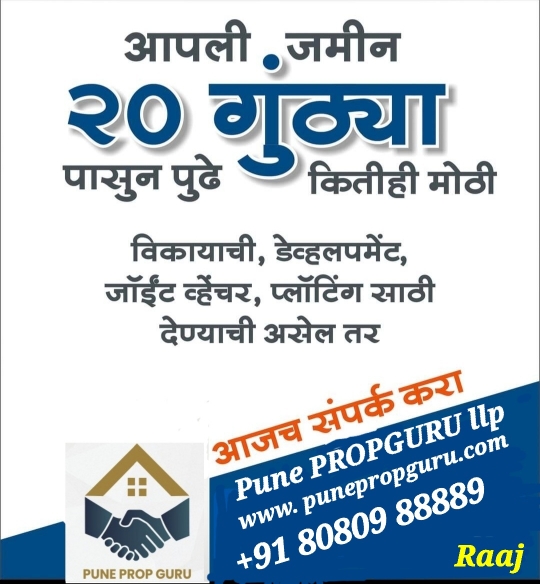 आपली जमीन
२० गुंठ्या
पासुन पुढे कितीही मोठी
विकायाची, डेव्हलपमेंट,
जॉईंट व्हेंचर, प्लॉटिंग साठी
देण्याची असेल तर
आजच संपर्क करा
Pune PROPGURU llp
www. punepropguru.com
+91 80809 88889
PUNE PROP GURU
Raaj